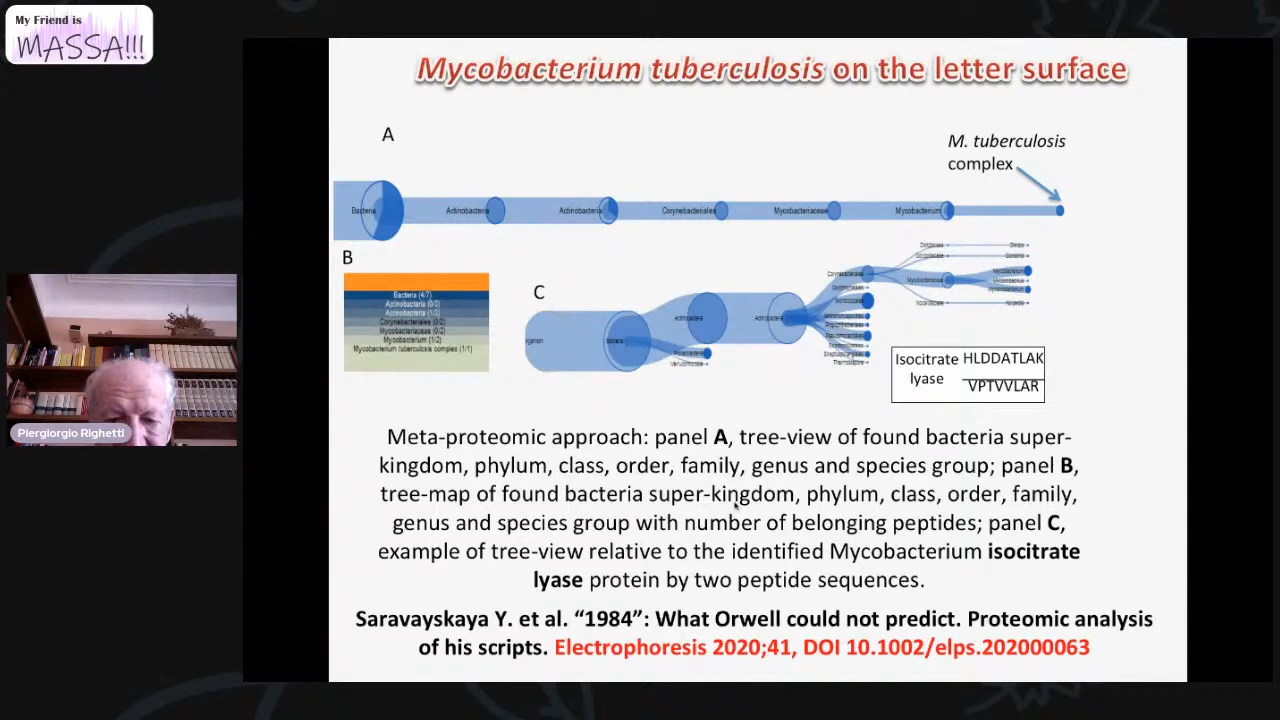 My Friend is
MASSA!!!
Mycobacterium tuberculosis on the letter surface
A
M. tuberculosis
complex
Bacteria
Actinobacteria
Actinobacteria
Corynebacteriales
Mycobacteriaceae
Mycobacterium
B
Bacteria (4/7)
Actinobacteria (0/3)
Actinobacteria (1/3)
Corynebacteriales (0/2)
Mycobacteriaceae (0/2)
Mycobacterium (1/2)
Mycobacterium tuberculosis complex (1/1)
C
Bacteria
Actinobacteria
Actinobacteria
Corynebacteriales
Isocitrate HLDDATLAK
lyase VPTVVLAR
Piergiorgio Righetti
Meta-proteomic approach: panel A, tree-view of found bacteria super-
kingdom, phylum, class, order, family, genus and species group; panel B,
tree-map of found bacteria super-kingdom, phylum, class, order, family,
genus and species group with number of belonging peptides; panel C,
example of tree-view relative to the identified Mycobacterium isocitrate
lyase protein by two peptide sequences.
Saravayskaya Y. et al. “1984”: What Orwell could not predict. Proteomic analysis
of his scripts. Electrophoresis 2020;41, DOI 10.1002/elps.202000063